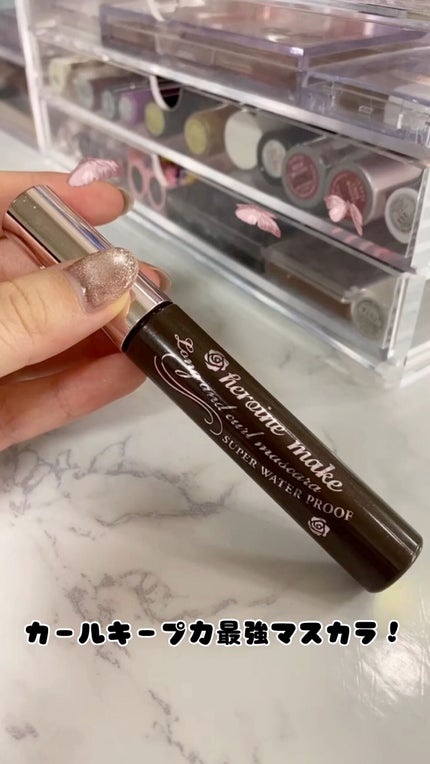 heroine make
Long and curl mascara
SUPER WATER PROOF
カールキープ力最強マスカラ！